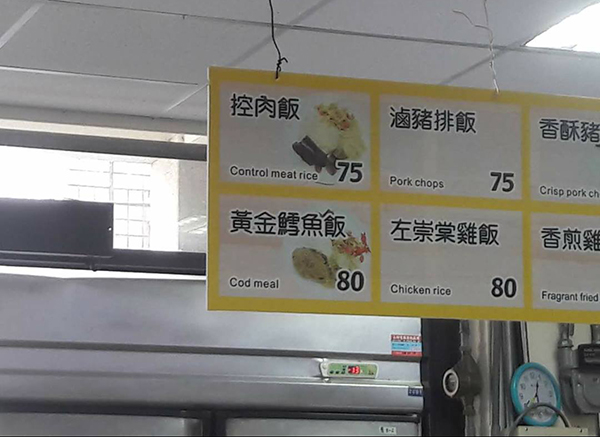 控肉飯
Control meat rice 75
滷豬排飯
Pork chops 75
香酥豬
Crisp pork ch
黃金鱈魚飯
Cod meal 80
左崇棠雞飯
Chicken rice 80
香煎雞
Fragrant fried